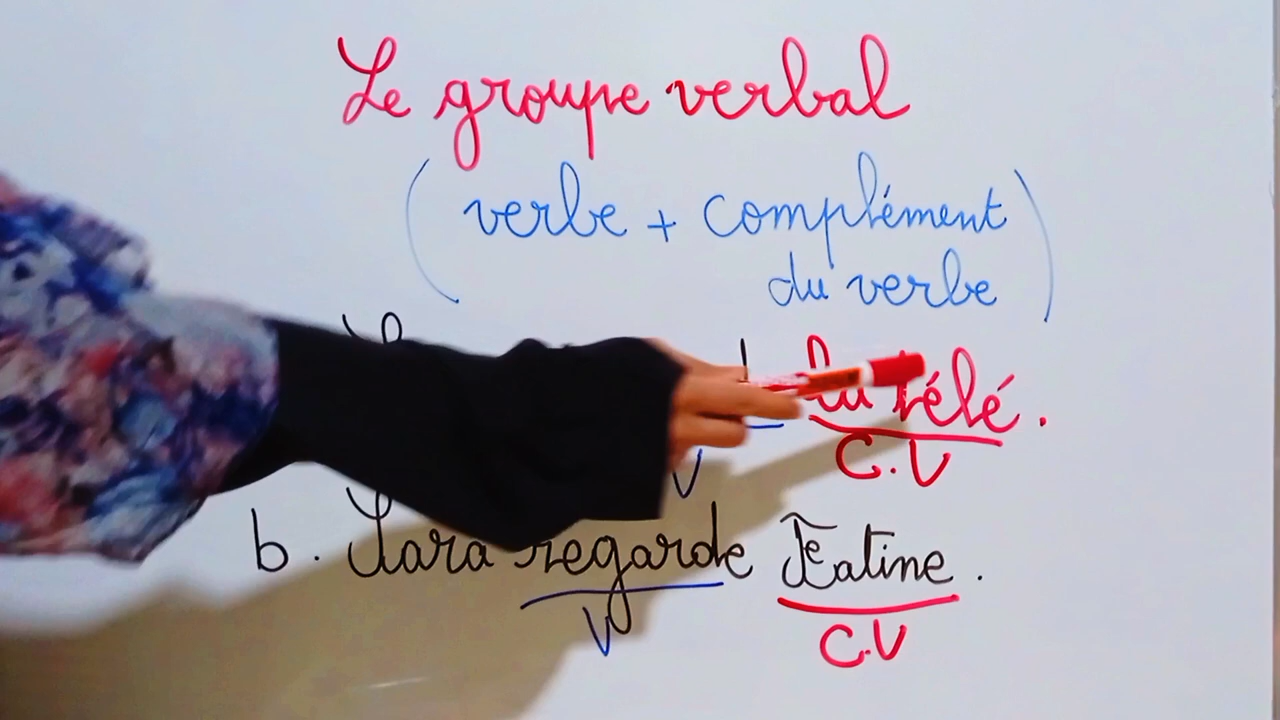 Le groupe verbal
(verbe + complément
du verbe)
la télé.
V C.V
b. Sara regarde Fatine.
V C.V